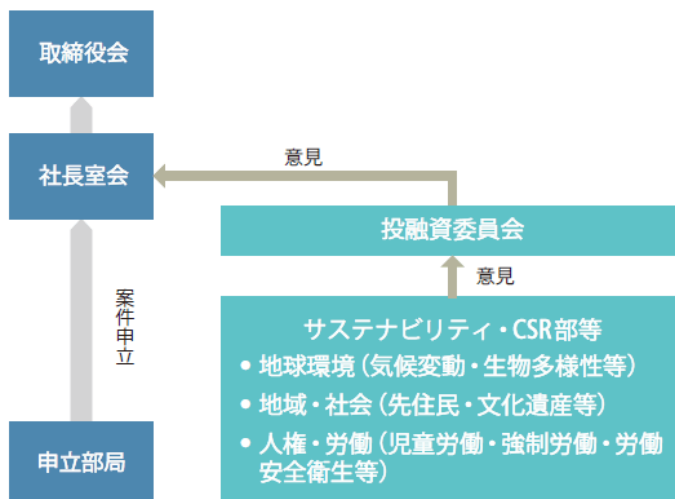 取締役会
社長室会
意見
投融資委員会
意見
案件申立
サステナビリティ・CSR部等
• 地球環境（気候変動・生物多様性等）
• 地域・社会（先住民・文化遺産等）
• 人権・労働（児童労働・強制労働・労働
安全衛生等）
申立部局